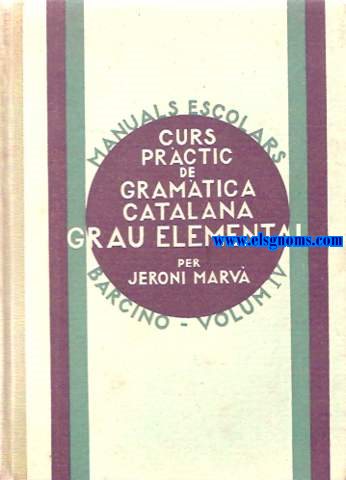 MANUALS ESCOLARS
CURS
PRÀCTIC
DE
GRAMÀTICA
CATALANA
GRAU ELEMENTAL
www.elsgnoms.com
PER
JERONI MARVÀ
BARCINO - VOLUM IV